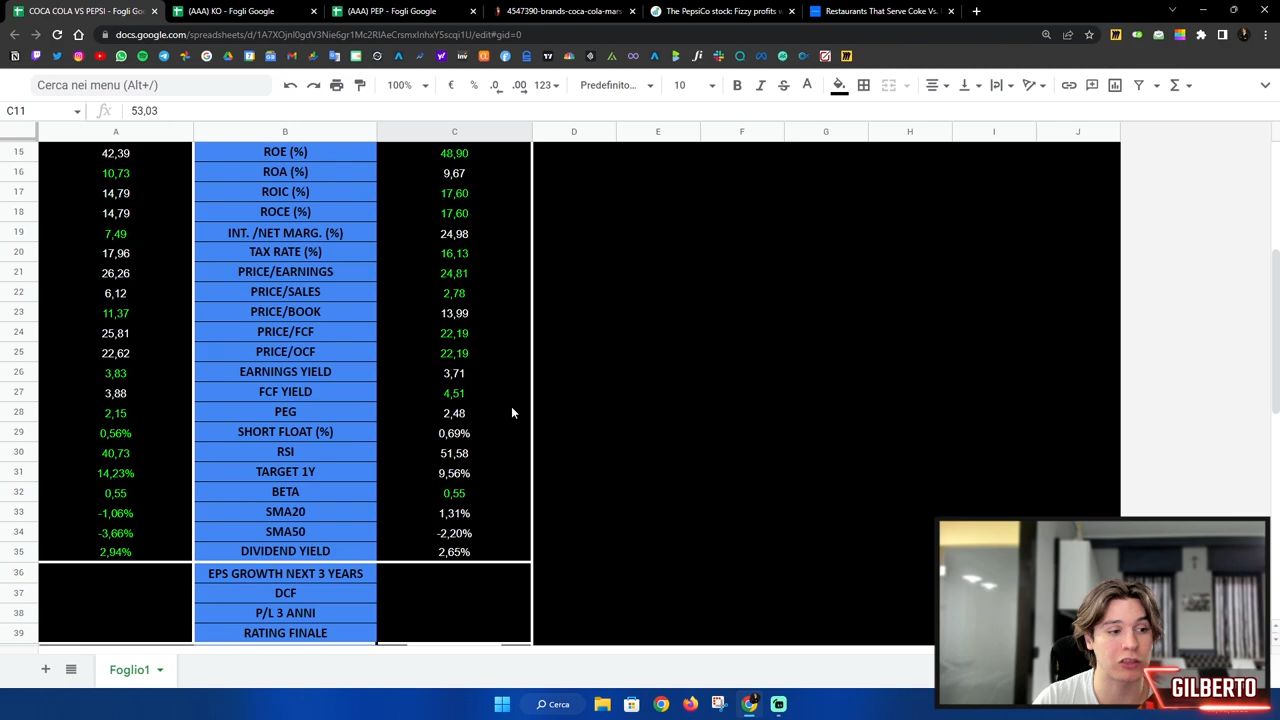 COCA COLA VS PEPSI - Fogli Goo
(AAA) KO - Fogli Google
(AAA) PEP - Fogli Google
4547390-brands-coca-cola-mars
The PepsiCo stock: Fizzy profits w
Restaurants That Serve Coke Vs.
docs.google.com/spreadsheets/d/1A7XOjnI0gdV3Nie6gr1Mc2RIAeCrsmxInhxY5scqi1U/edit#gid=0
Cerca nei menu (Alt+/)
100%
€ % .0 .00 123
Predefinito...
10
B I S A
C11
fx 53,03
A B C D E F G H I J
15 42,39 ROE (%) 48,90
16 10,73 ROA (%) 9,67
17 14,79 ROIC (%) 17,60
18 14,79 ROCE (%) 17,60
19 7,49 INT. /NET MARG. (%) 24,98
20 17,96 TAX RATE (%) 16,13
21 26,26 PRICE/EARNINGS 24,81
22 6,12 PRICE/SALES 2,78
23 11,37 PRICE/BOOK 13,99
24 25,81 PRICE/FCF 22,19
25 22,62 PRICE/OCF 22,19
26 3,83 EARNINGS YIELD 3,71
27 3,88 FCF YIELD 4,51
28 2,15 PEG 2,48
29 0,56% SHORT FLOAT (%) 0,69%
30 40,73 RSI 51,58
31 14,23% TARGET 1Y 9,56%
32 0,55 BETA 0,55
33 -1,06% SMA20 1,31%
34 -3,66% SMA50 -2,20%
35 2,94% DIVIDEND YIELD 2,65%
36 EPS GROWTH NEXT 3 YEARS
37 DCF
38 P/L 3 ANNI
39 RATING FINALE
Foglio1
Cerca
GILBERTO